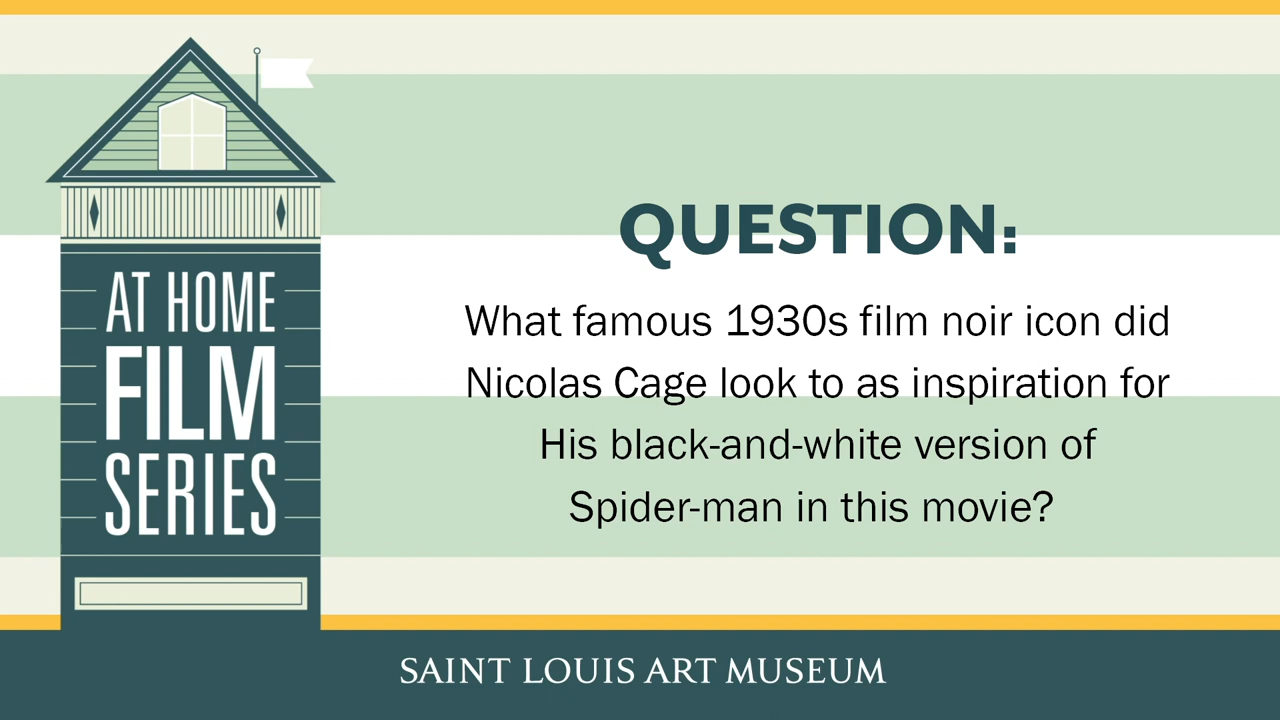 AT HOME
FILM
SERIES
QUESTION:
What famous 1930s film noir icon did
Nicolas Cage look to as inspiration for
His black-and-white version of
Spider-man in this movie?
SAINT LOUIS ART MUSEUM